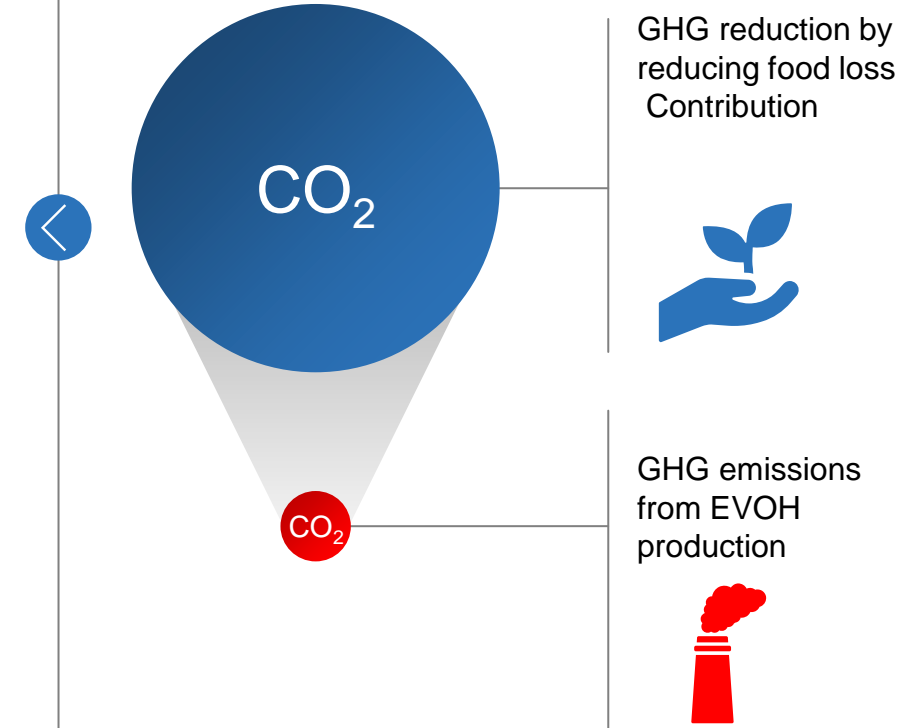 GHG reduction by
reducing food loss
Contribution
CO₂
GHG emissions
from EVOH
production
CO₂